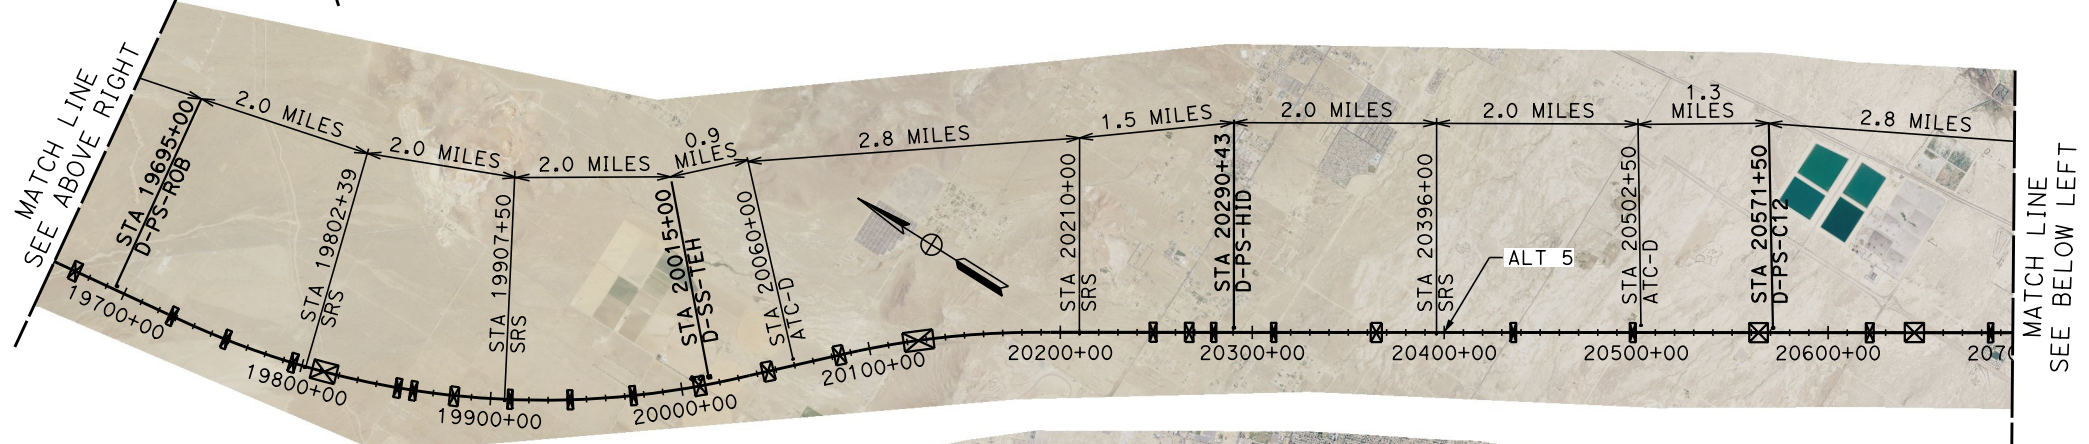 MATCH LINE
SEE ABOVE RIGHT
2.0 MILES
2.0 MILES
2.0 MILES
0.9
MILES
2.8 MILES
1.5 MILES
2.0 MILES
2.0 MILES
1.3
MILES
2.8 MILES
STA 19695+00
D-PS-ROB
STA 19802+39
SRS
STA 19907+50
SRS
STA 20015+00
D-SS-TEH
STA 20060+00
ATC-D
STA 20210+00
SRS
STA 20290+43
D-PS-HID
STA 20396+00
SRS
ALT 5
STA 20502+50
ATC-D
STA 20571+50
D-PS-C12
19700+00
19800+00
19900+00
20000+00
20100+00
20200+00
20300+00
20400+00
20500+00
20600+00
MATCH LINE
SEE BELOW LEFT